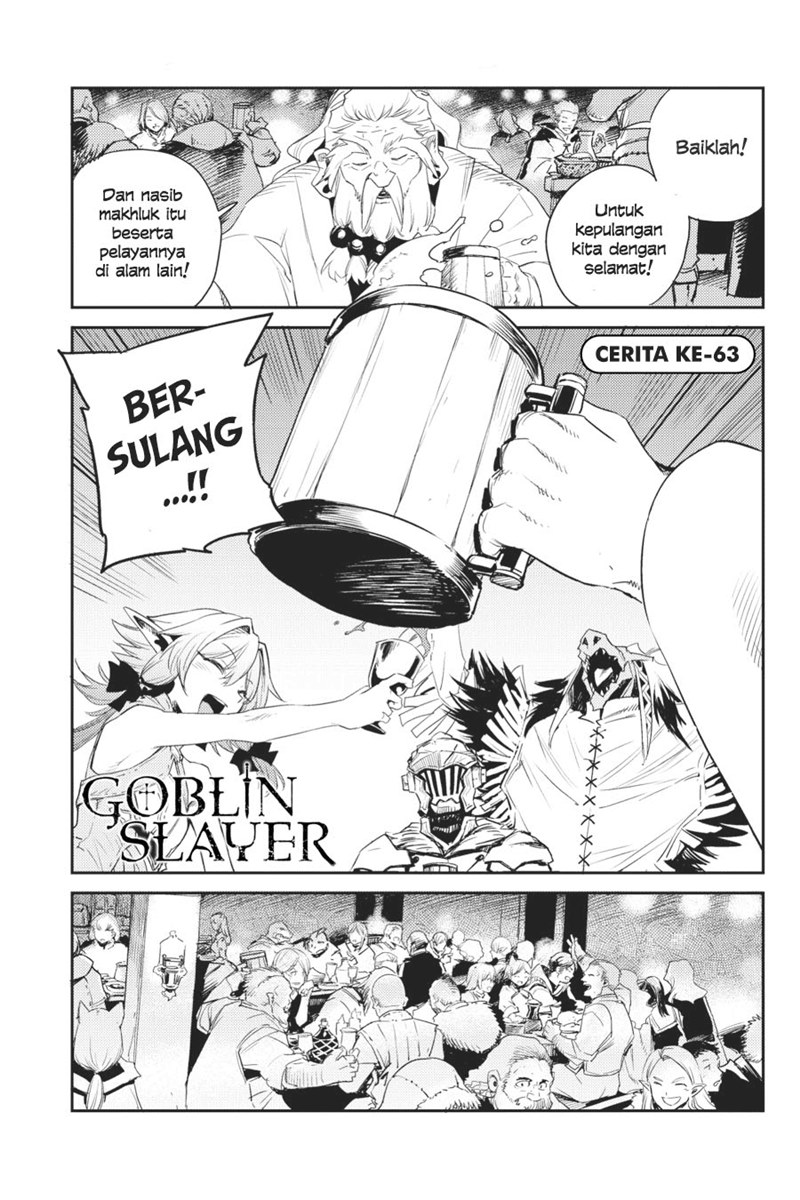 Baiklah!
Untuk
kepulangan
kita dengan
selamat!
Dan nasib
makhluk itu
beserta
pelayannya
di alam lain!
CERITA KE-63
BER-
SULANG
...!!
GOBLIN
SLAYER